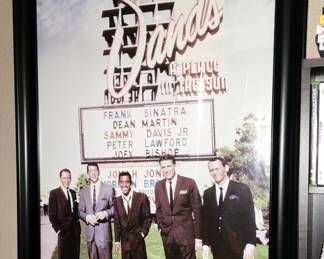 Sands
A PLACE
IN THE SUN
FRANK SINATRA
DEAN MARTIN
SAMMY DAVIS JR
PETER LAWFORD
JOEY BISHOP